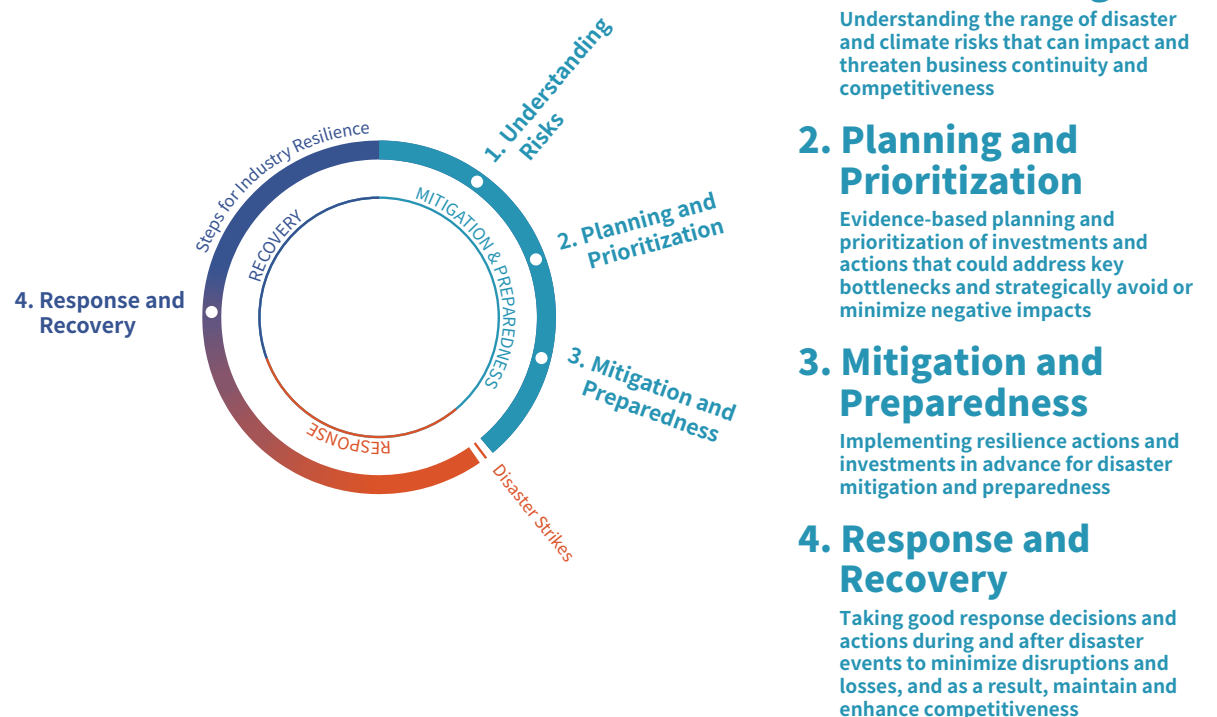 Steps for Industry Resilience
RECOVERY
MITIGATION & PREPAREDNESS
RESPONSE
1. Understanding
Risks
2. Planning and
Prioritization
3. Mitigation and
Preparedness
Disaster Strikes
4. Response and
Recovery
Understanding the range of disaster
and climate risks that can impact and
threaten business continuity and
competitiveness
2. Planning and
Prioritization
Evidence-based planning and
prioritization of investments and
actions that could address key
bottlenecks and strategically avoid or
minimize negative impacts
3. Mitigation and
Preparedness
Implementing resilience actions and
investments in advance for disaster
mitigation and preparedness
4. Response and
Recovery
Taking good response decisions and
actions during and after disaster
events to minimize disruptions and
losses, and as a result, maintain and
enhance competitiveness